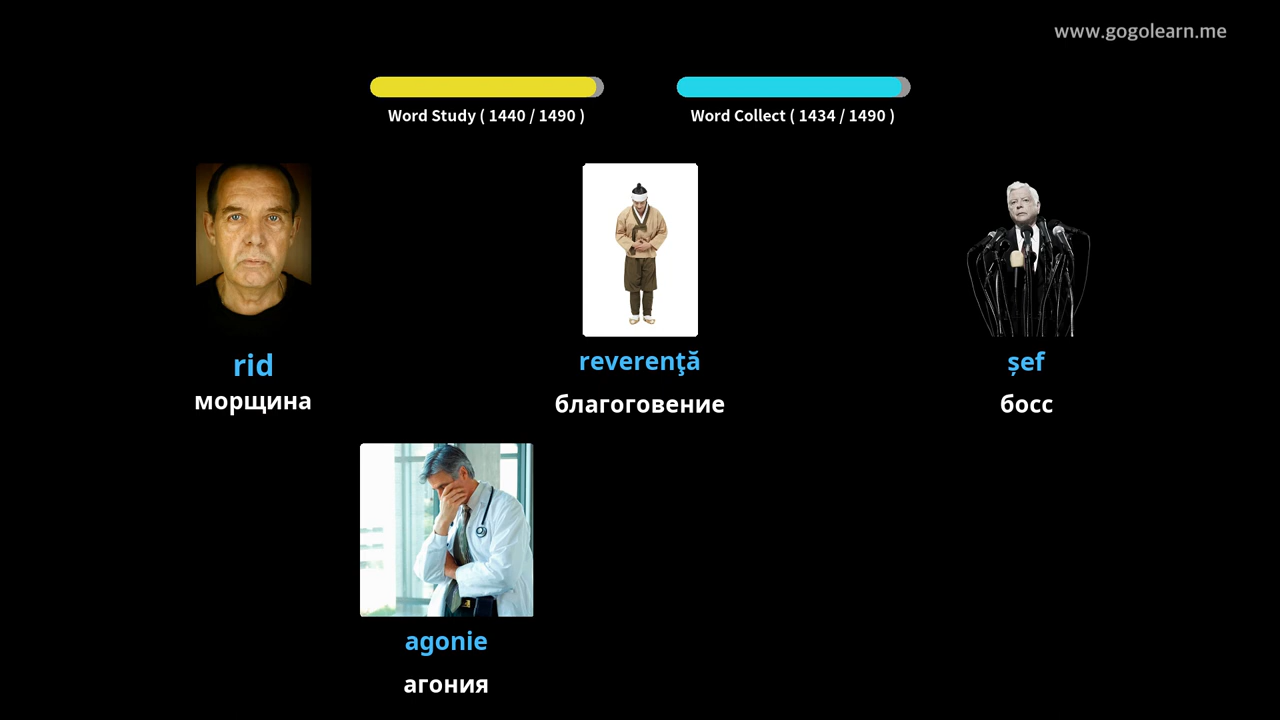 www.gogolearn.me
Word Study ( 1440 / 1490 )
Word Collect ( 1434 / 1490 )
rid
морщина
reverenţă
благоговение
șef
босс
agonie
агония